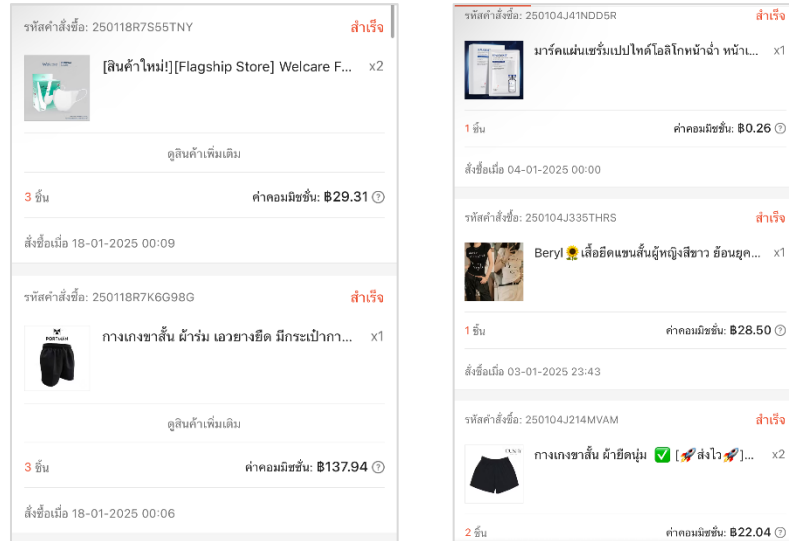 รหัสคำสั่งซื้อ: 250118R7S55TNY
สำเร็จ
[สินค้าใหม่!][Flagship Store] Welcare F...
x2
ดูสินค้าเพิ่มเติม
3 ชิ้น
ค่าคอมมิชชั่น: ฿29.31
สั่งซื้อเมื่อ 18-01-2025 00:09
รหัสคำสั่งซื้อ: 250118R7K6G98G
สำเร็จ
กางเกงขาสั้น ผ้าร่ม เอวยางยืด มีกระเป๋ากา...
x1
ดูสินค้าเพิ่มเติม
3 ชิ้น
ค่าคอมมิชชั่น: ฿137.94
สั่งซื้อเมื่อ 18-01-2025 00:06
รหัสคำสั่งซื้อ: 250104J41NDD5R
สำเร็จ
มาร์คแผ่นเซรั่มเปปไทด์โอลิโกหน้าฉ่ำ หน้าเ...
x1
1 ชิ้น
ค่าคอมมิชชั่น: ฿0.26
สั่งซื้อเมื่อ 04-01-2025 00:00
รหัสคำสั่งซื้อ: 250104J335THRS
สำเร็จ
Beryl🌻เสื้อยืดแขนสั้นผู้หญิงสีขาว ย้อนยุค...
x1
1 ชิ้น
ค่าคอมมิชชั่น: ฿28.50
สั่งซื้อเมื่อ 03-01-2025 23:43
รหัสคำสั่งซื้อ: 250104J214MVAM
สำเร็จ
กางเกงขาสั้น ผ้ายืดนุ่ม ✅ [🚀ส่งไว🚀]...
x2
2 ชิ้น
ค่าคอมมิชชั่น: ฿22.04